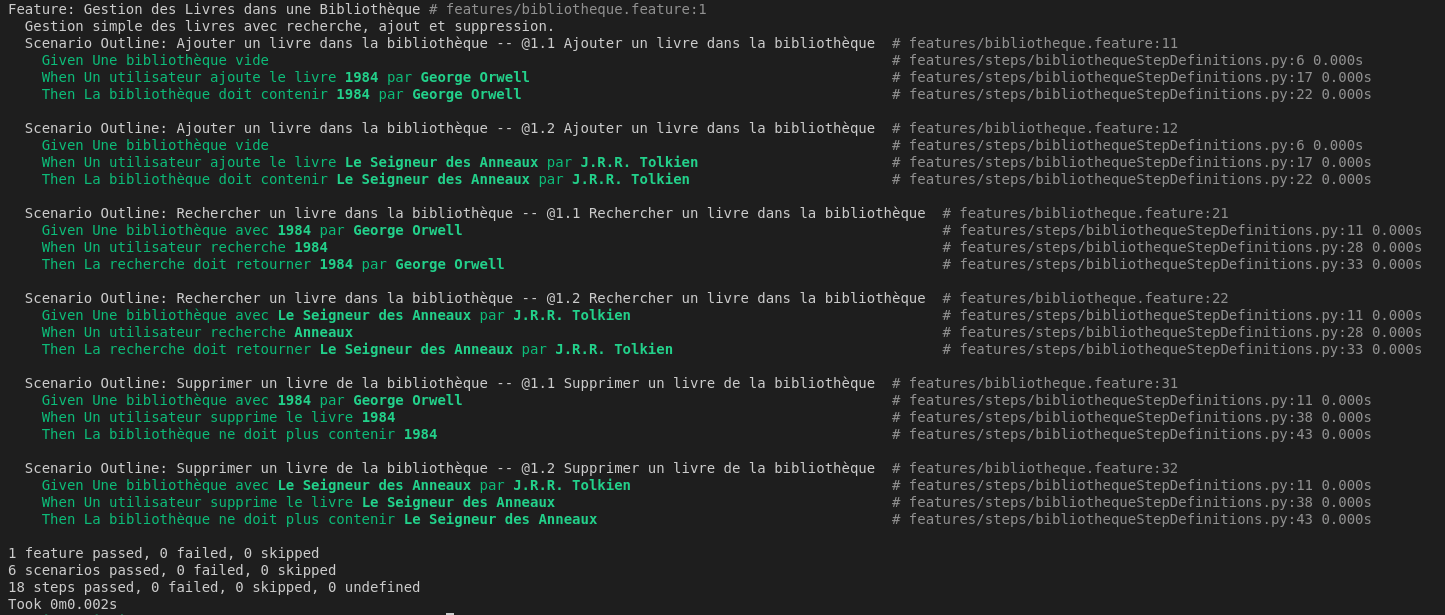 Feature: Gestion des Livres dans une Bibliothèque # features/bibliotheque.feature:1
  Gestion simple des livres avec recherche, ajout et suppression.
  Scenario Outline: Ajouter un livre dans la bibliothèque -- @1.1 Ajouter un livre dans la bibliothèque  # features/bibliotheque.feature:11
    Given Une bibliothèque vide                                                                          # features/steps/bibliothequeStepDefinitions.py:6 0.000s
    When Un utilisateur ajoute le livre 1984 par George Orwell                                           # features/steps/bibliothequeStepDefinitions.py:17 0.000s
    Then La bibliothèque doit contenir 1984 par George Orwell                                            # features/steps/bibliothequeStepDefinitions.py:22 0.000s

  Scenario Outline: Ajouter un livre dans la bibliothèque -- @1.2 Ajouter un livre dans la bibliothèque  # features/bibliotheque.feature:12
    Given Une bibliothèque vide                                                                          # features/steps/bibliothequeStepDefinitions.py:6 0.000s
    When Un utilisateur ajoute le livre Le Seigneur des Anneaux par J.R.R. Tolkien                       # features/steps/bibliothequeStepDefinitions.py:17 0.000s
    Then La bibliothèque doit contenir Le Seigneur des Anneaux par J.R.R. Tolkien                        # features/steps/bibliothequeStepDefinitions.py:22 0.000s

  Scenario Outline: Rechercher un livre dans la bibliothèque -- @1.1 Rechercher un livre dans la bibliothèque  # features/bibliotheque.feature:21
    Given Une bibliothèque avec 1984 par George Orwell                                                         # features/steps/bibliothequeStepDefinitions.py:11 0.000s
    When Un utilisateur recherche 1984                                                                         # features/steps/bibliothequeStepDefinitions.py:28 0.000s
    Then La recherche doit retourner 1984 par George Orwell                                                    # features/steps/bibliothequeStepDefinitions.py:33 0.000s

  Scenario Outline: Rechercher un livre dans la bibliothèque -- @1.2 Rechercher un livre dans la bibliothèque  # features/bibliotheque.feature:22
    Given Une bibliothèque avec Le Seigneur des Anneaux par J.R.R. Tolkien                                     # features/steps/bibliothequeStepDefinitions.py:11 0.000s
    When Un utilisateur recherche Anneaux                                                                      # features/steps/bibliothequeStepDefinitions.py:28 0.000s
    Then La recherche doit retourner Le Seigneur des Anneaux par J.R.R. Tolkien                                # features/steps/bibliothequeStepDefinitions.py:33 0.000s

  Scenario Outline: Supprimer un livre de la bibliothèque -- @1.1 Supprimer un livre de la bibliothèque  # features/bibliotheque.feature:31
    Given Une bibliothèque avec 1984 par George Orwell                                                   # features/steps/bibliothequeStepDefinitions.py:11 0.000s
    When Un utilisateur supprime le livre 1984                                                           # features/steps/bibliothequeStepDefinitions.py:38 0.000s
    Then La bibliothèque ne doit plus contenir 1984                                                      # features/steps/bibliothequeStepDefinitions.py:43 0.000s

  Scenario Outline: Supprimer un livre de la bibliothèque -- @1.2 Supprimer un livre de la bibliothèque  # features/bibliotheque.feature:32
    Given Une bibliothèque avec Le Seigneur des Anneaux par J.R.R. Tolkien                               # features/steps/bibliothequeStepDefinitions.py:11 0.000s
    When Un utilisateur supprime le livre Le Seigneur des Anneaux                                        # features/steps/bibliothequeStepDefinitions.py:38 0.000s
    Then La bibliothèque ne doit plus contenir Le Seigneur des Anneaux                                   # features/steps/bibliothequeStepDefinitions.py:43 0.000s

1 feature passed, 0 failed, 0 skipped
6 scenarios passed, 0 failed, 0 skipped
18 steps passed, 0 failed, 0 skipped, 0 undefined
Took 0m0.002s